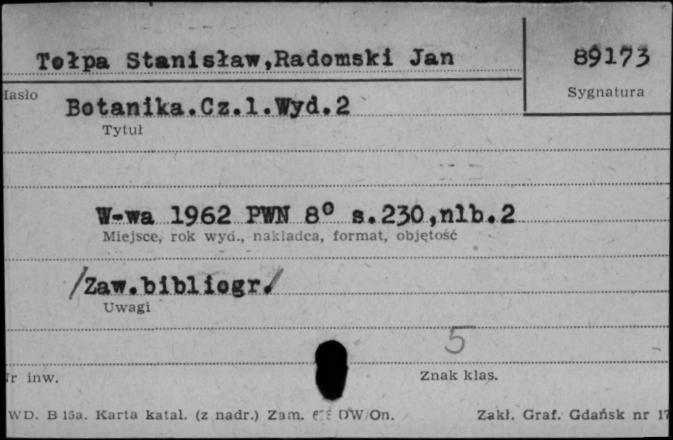 Tołpa Stanisław,Radomski Jan
89173
Hasło
Sygnatura
Botanika.Cz.1.Wyd.2
Tytuł
W-wa 1962 PWN 8° s.230,nlb.2
Miejsce, rok wyd., nakładca, format, objętość
/Zaw.bibliogr./
Uwagi
5
Nr inw.
Znak klas.
WD. B 15a. Karta katal. (z nadr.) Zam. DW/On.
Zakł. Graf. Gdańsk nr 17